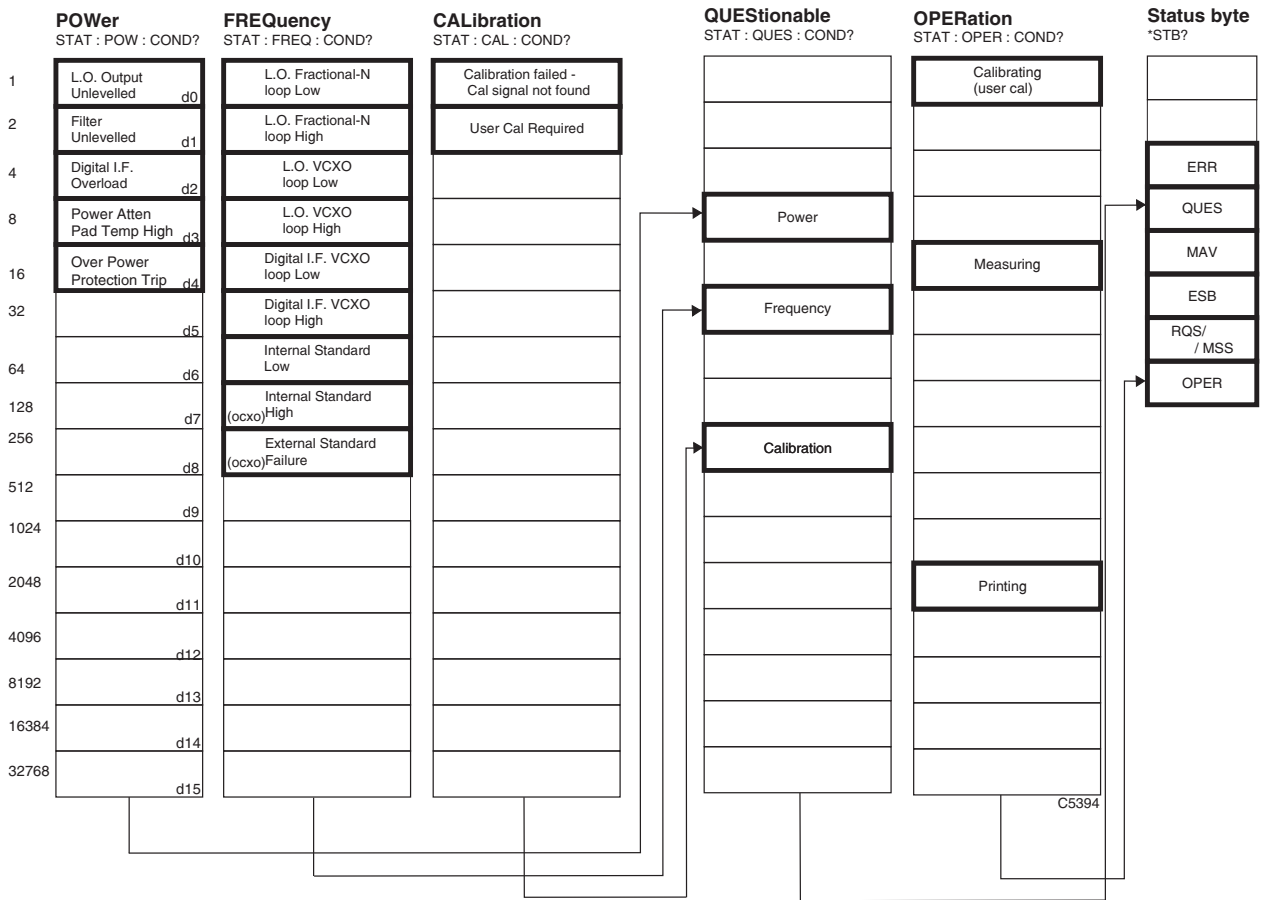 POWer
STAT : POW : COND?
FREQuency
STAT : FREQ : COND?
CALibration
STAT : CAL : COND?
QUEStionable
STAT : QUES : COND?
OPERation
STAT : OPER : COND?
Status byte
*STB?
1
2
4
8
16
32
64
128
256
512
1024
2048
4096
8192
16384
32768
L.O. Output
Unlevelled d0
Filter
Unlevelled d1
Digital I.F.
Overload d2
Power Atten
Pad Temp High d3
Over Power
Protection Trip d4
d5
d6
d7
d8
d9
d10
d11
d12
d13
d14
d15
L.O. Fractional-N
loop Low
L.O. Fractional-N
loop High
L.O. VCXO
loop Low
L.O. VCXO
loop High
Digital I.F. VCXO
loop Low
Digital I.F. VCXO
loop High
Internal Standard
Low
Internal Standard
(ocxo)High
External Standard
(ocxo)Failure
Calibration failed -
Cal signal not found
User Cal Required
Power
Frequency
Calibration
Calibrating
(user cal)
Measuring
Printing
C5394
ERR
QUES
MAV
ESB
RQS/
/ MSS
OPER